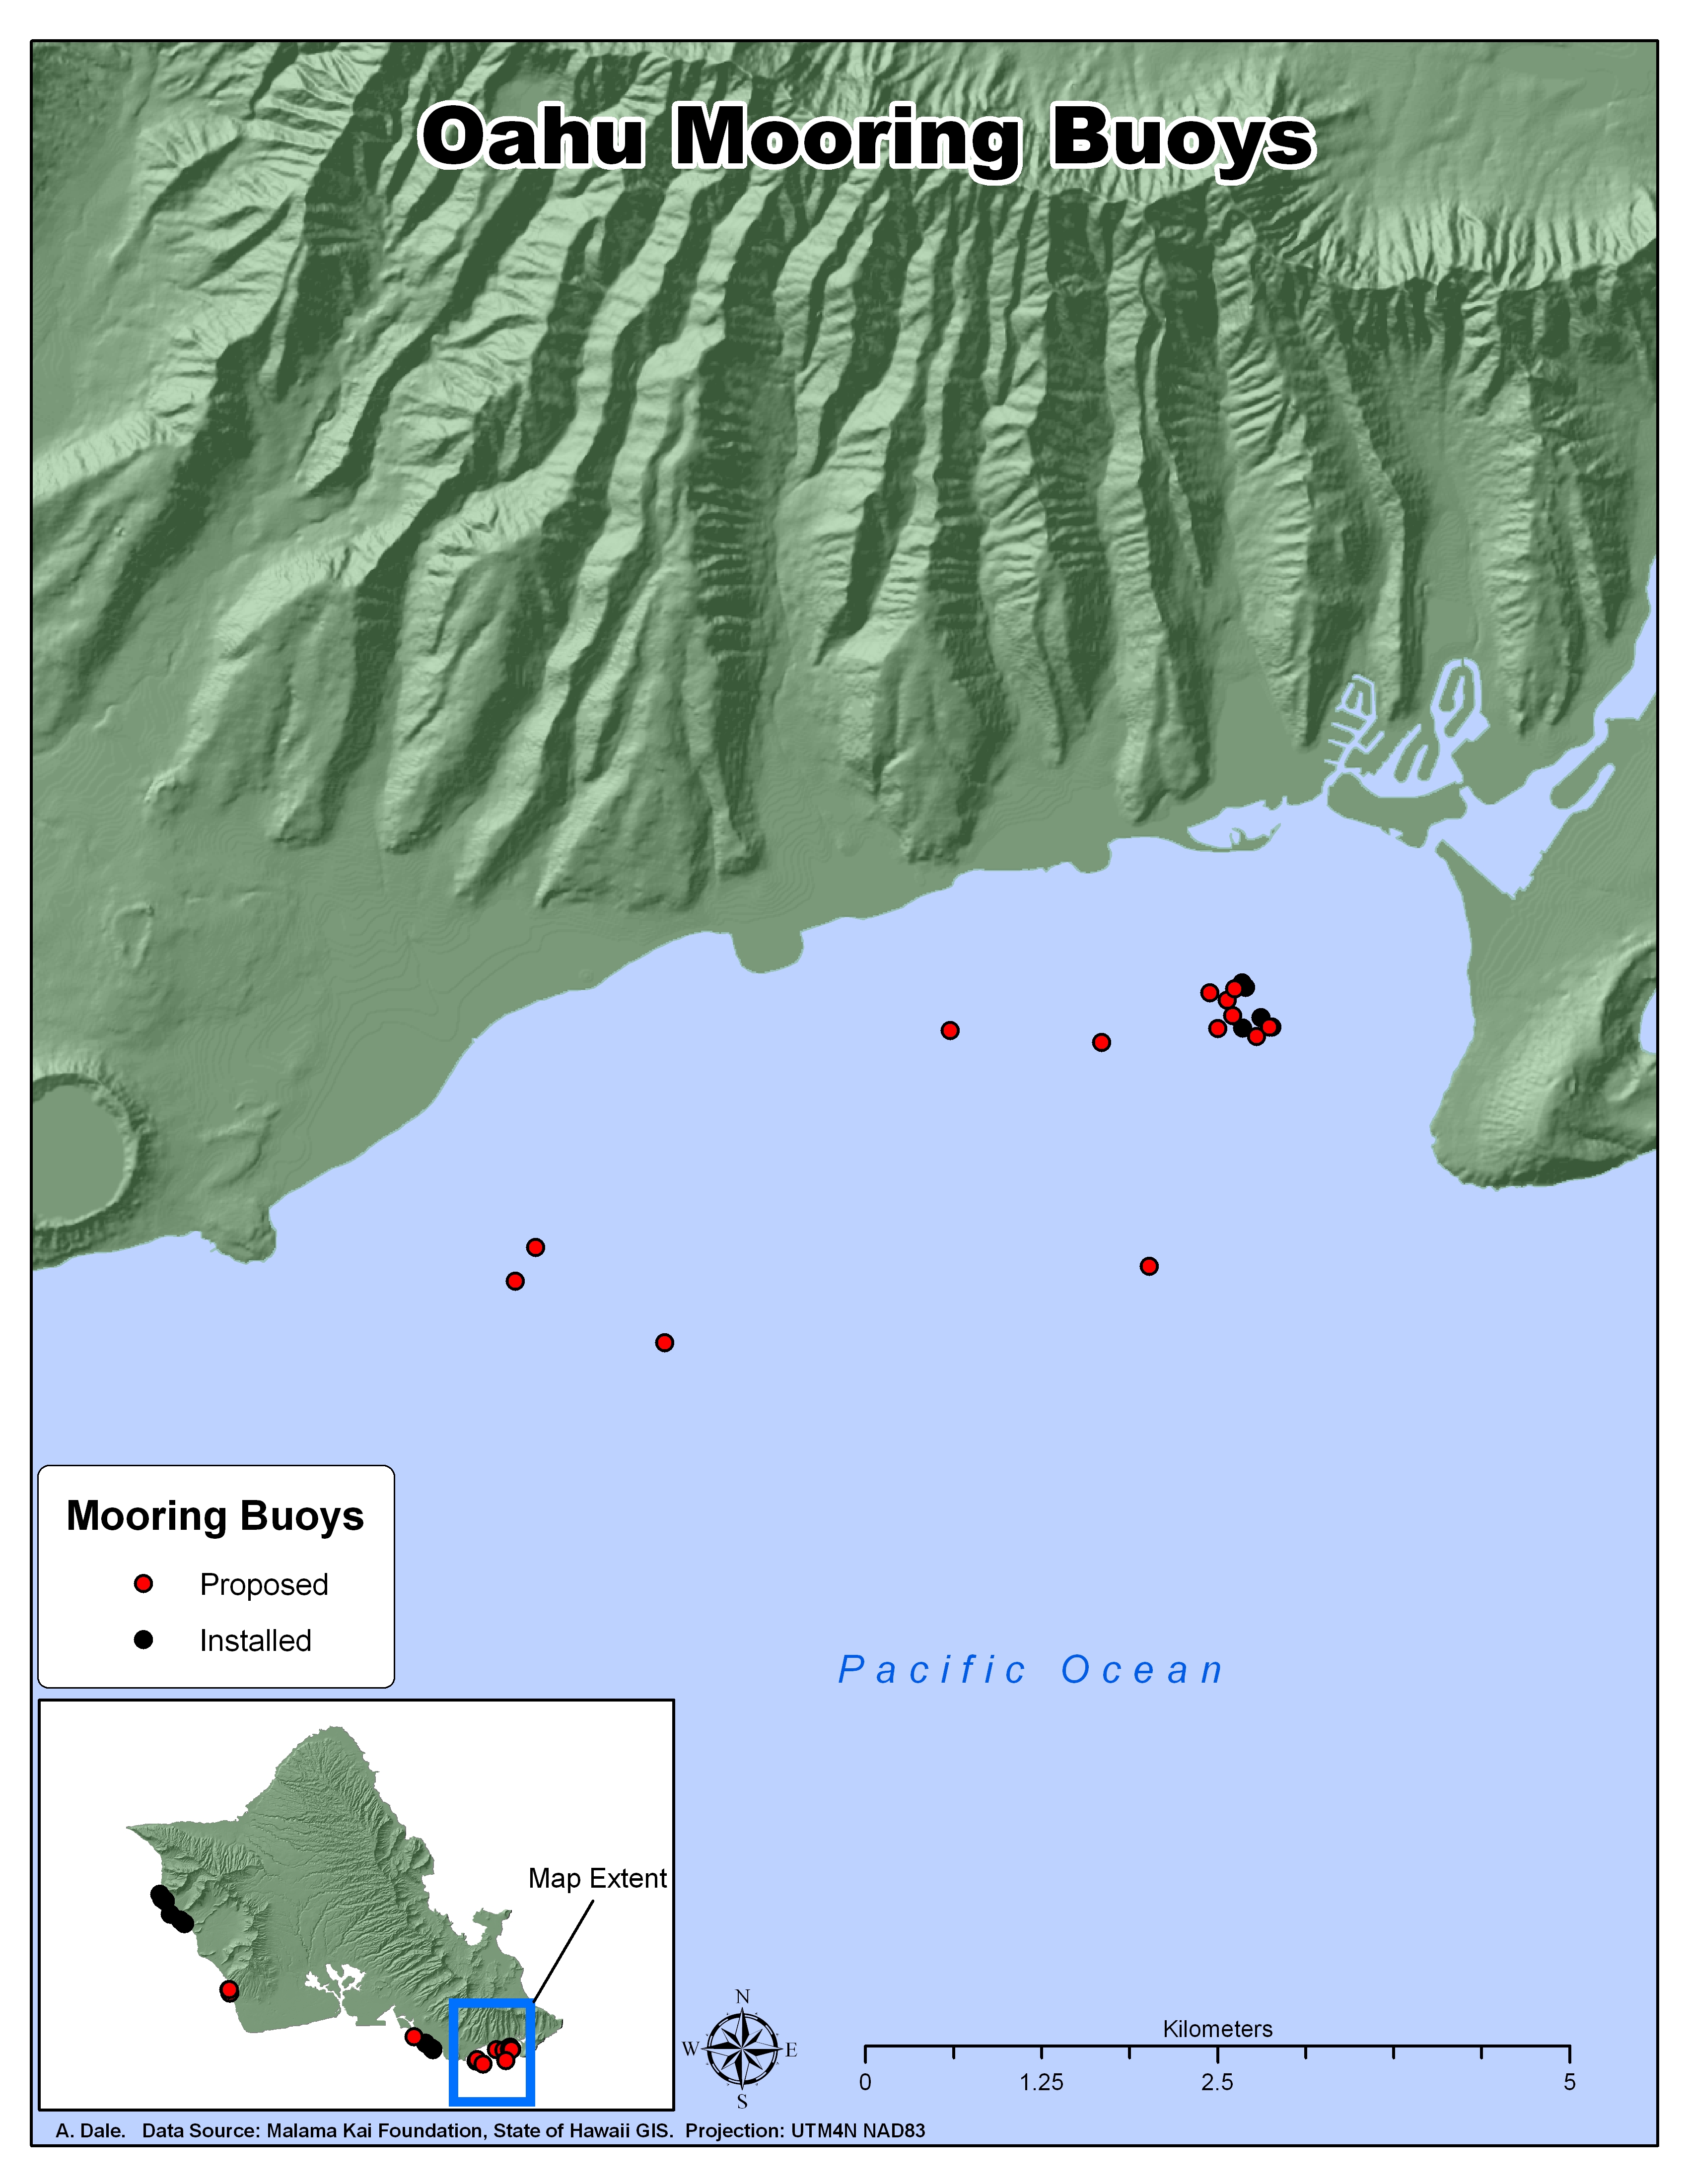 Oahu Mooring Buoys
Mooring Buoys
Proposed
Installed
Pacific Ocean
Map Extent
N
W E
S
Kilometers
0 1.25 2.5 5
A. Dale. Data Source: Malama Kai Foundation, State of Hawaii GIS. Projection: UTM4N NAD83